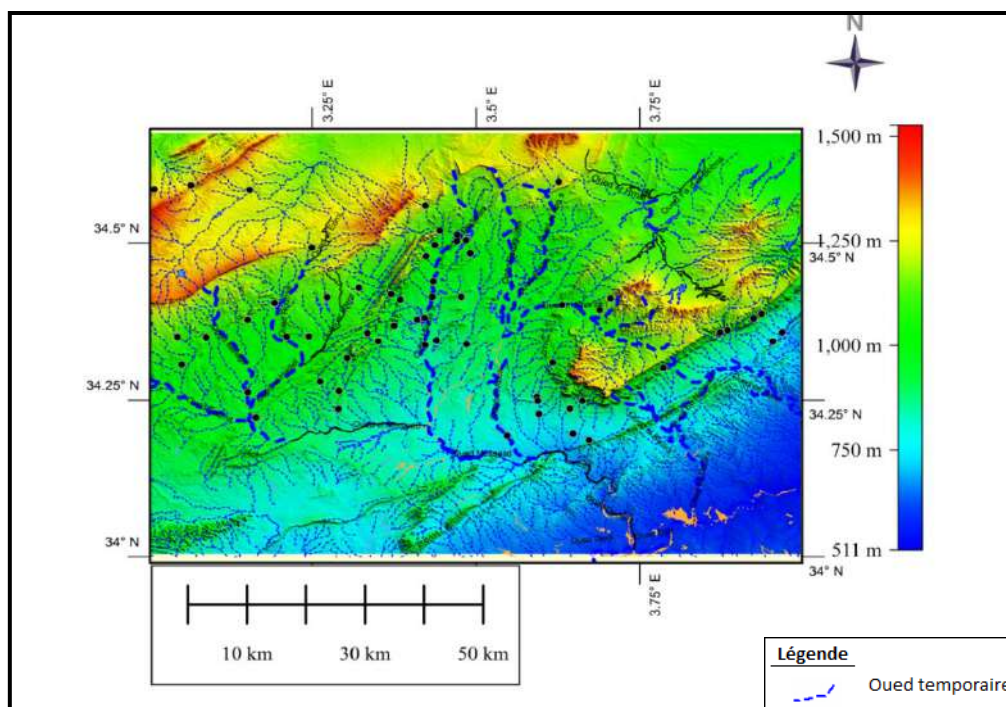 N
3.25° E
3.5° E
3.75° E
1,500 m
34.5° N
1,250 m
34.5° N
1,000 m
34.25° N
34.25° N
750 m
34° N
511 m
34° N
3.75° E
10 km
30 km
50 km
Légende
Oued temporaire